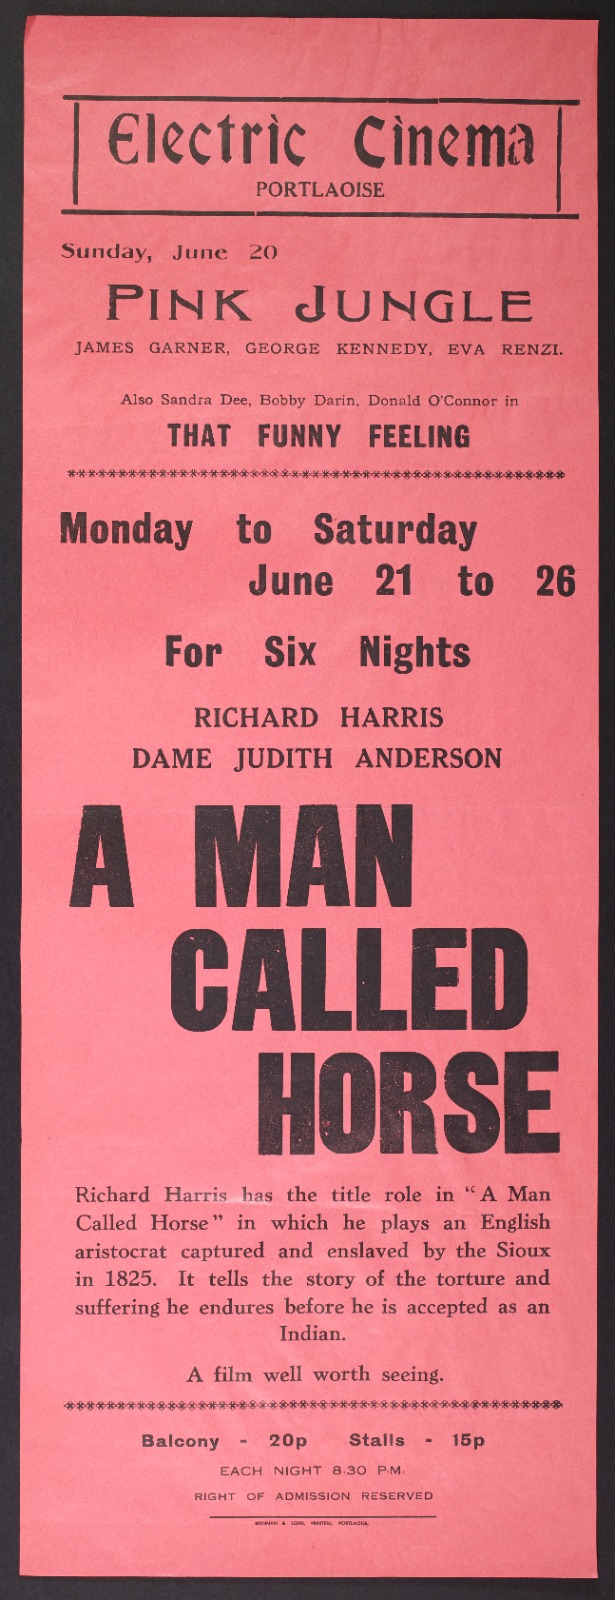 Electric Cinema
PORTLAOISE
Sunday, June 20
PINK JUNGLE
JAMES GARNER, GEORGE KENNEDY, EVA RENZI.
Also Sandra Dee, Bobby Darin, Donald O'Connor in
THAT FUNNY FEELING
Monday to Saturday
June 21 to 26
For Six Nights
RICHARD HARRIS
DAME JUDITH ANDERSON
A MAN
CALLED
HORSE
Richard Harris has the title role in "A Man
Called Horse" in which he plays an English
aristocrat captured and enslaved by the Sioux
in 1825. It tells the story of the torture and
suffering he endures before he is accepted as an
Indian.
A film well worth seeing.
Balcony - 20p Stalls - 15p
EACH NIGHT 8.30 P.M.
RIGHT OF ADMISSION RESERVED
BRENNAN & SONS, PRINTERS, PORTLAOISE.